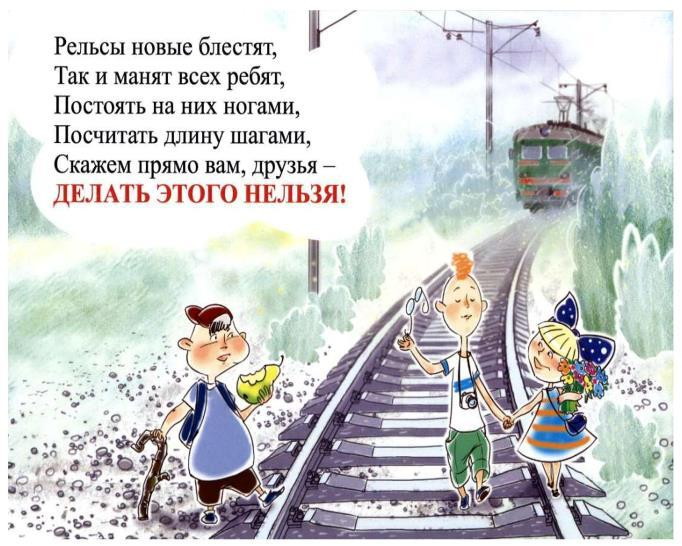 Рельсы новые блестят,
Так и манят всех ребят,
Постоять на них ногами,
Посчитать длину шагами,
Скажем прямо вам, друзья –
ДЕЛАТЬ ЭТОГО НЕЛЬЗЯ!